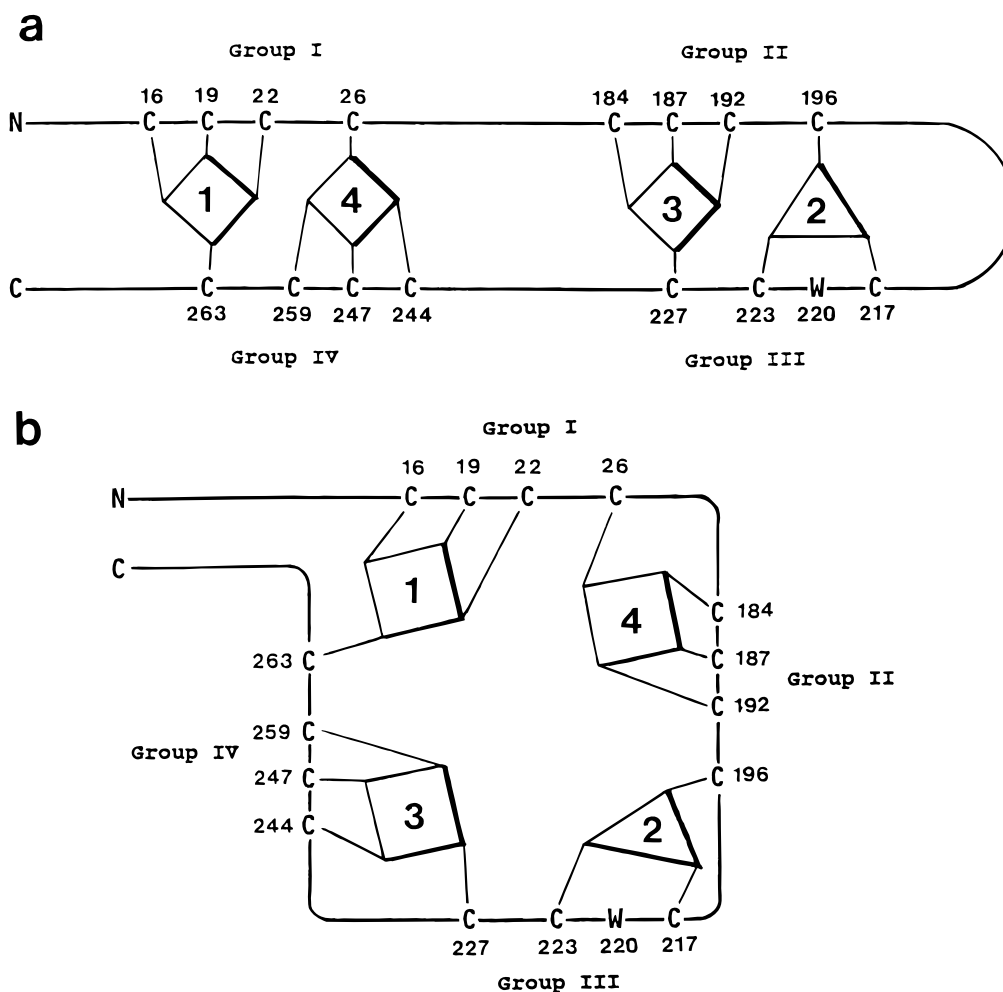 a
Group I Group II
16 19 22 26 184 187 192 196
N C C C C C C C C
1 4 3 2
C C C C C C C W C
263 259 247 244 227 223 220 217
Group IV Group III
b
Group I
16 19 22 26
N C C C C
C
1
4
C 184
263 C
C 187
Group II
C 192
259 C
Group IV
247 C
C 196
3
2
244 C
C C W C
227 223 220 217
Group III